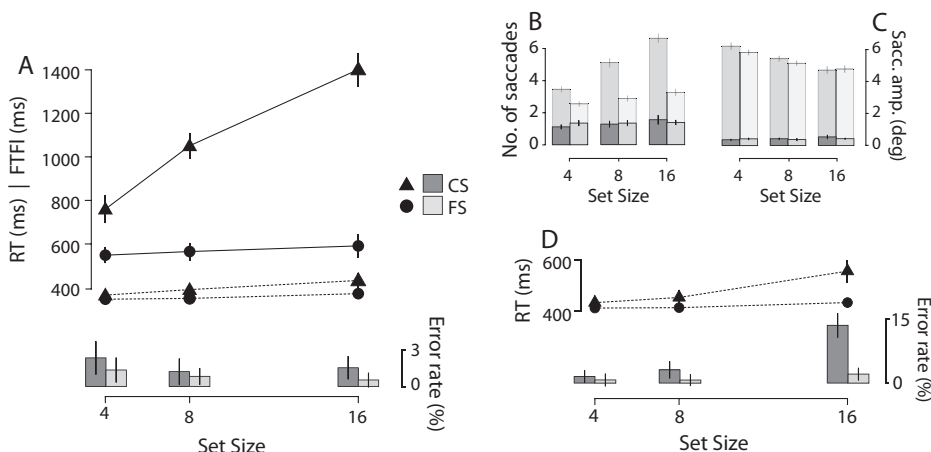 A
RT (ms) | FTFI (ms)
1400
1200
1000
800
600
400
Error rate (%)
3
0
4
8
16
Set Size
CS
FS
B
No. of saccades
6
4
2
0
4
8
16
Set Size
C
Sacc. amp. (deg)
6
4
2
0
4
8
16
Set Size
D
RT (ms)
600
400
Error rate (%)
15
0
4
8
16
Set Size